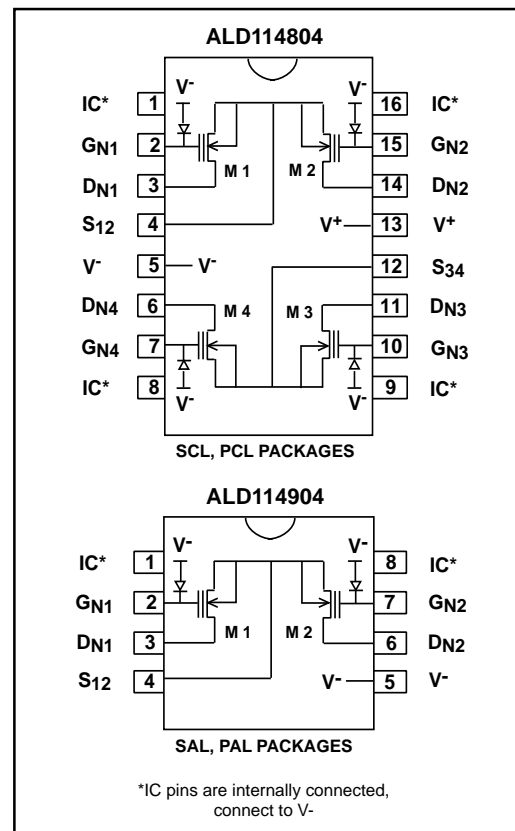 ALD114804
IC* 1 V- V- 16 IC*
GN1 2 15 GN2
DN1 3 M 1 M 2 14 DN2
S12 4 V+ 13 V+
V- 5 V- 12 S34
DN4 6 M 4 M 3 11 DN3
GN4 7 10 GN3
IC* 8 V- V- 9 IC*
SCL, PCL PACKAGES
ALD114904
IC* 1 V- V- 8 IC*
GN1 2 7 GN2
DN1 3 M 1 M 2 6 DN2
S12 4 V- 5 V-
SAL, PAL PACKAGES
*IC pins are internally connected,
connect to V-